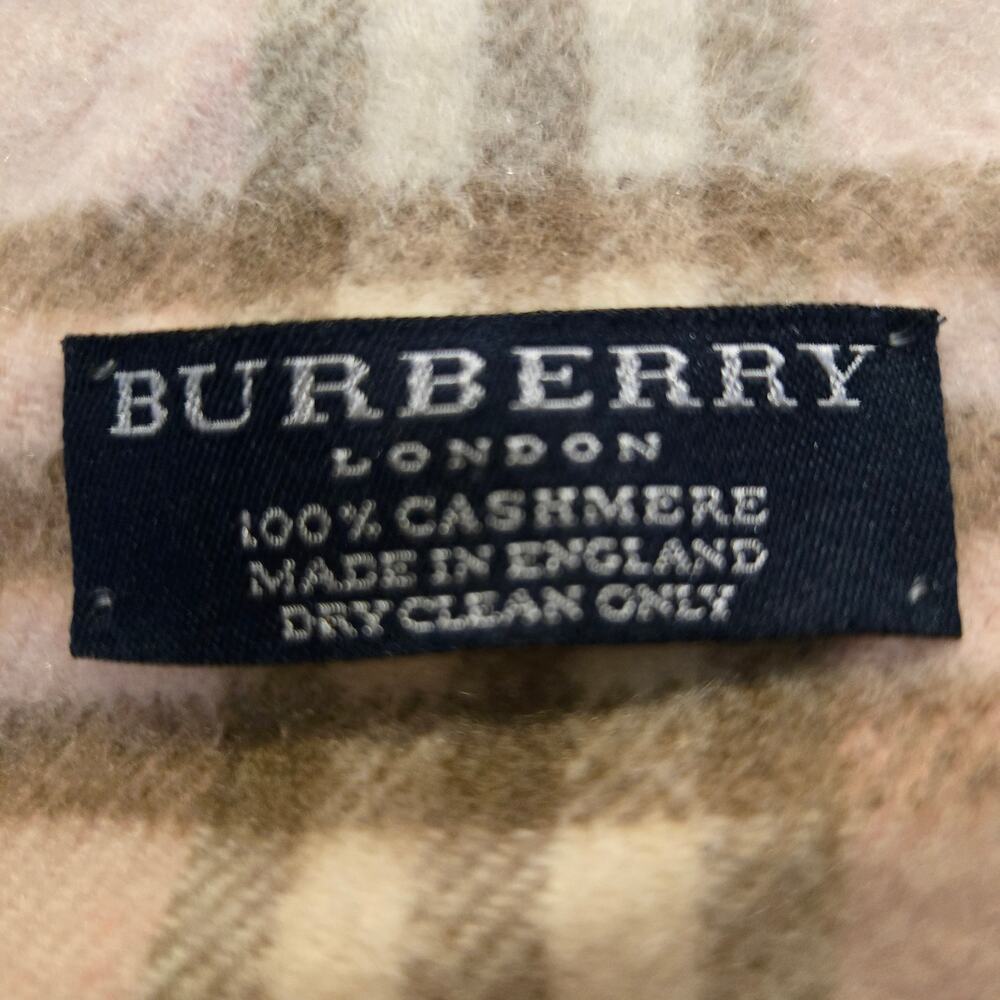 BURBERRY
LONDON
100% CASHMERE
MADE IN ENGLAND
DRY CLEAN ONLY